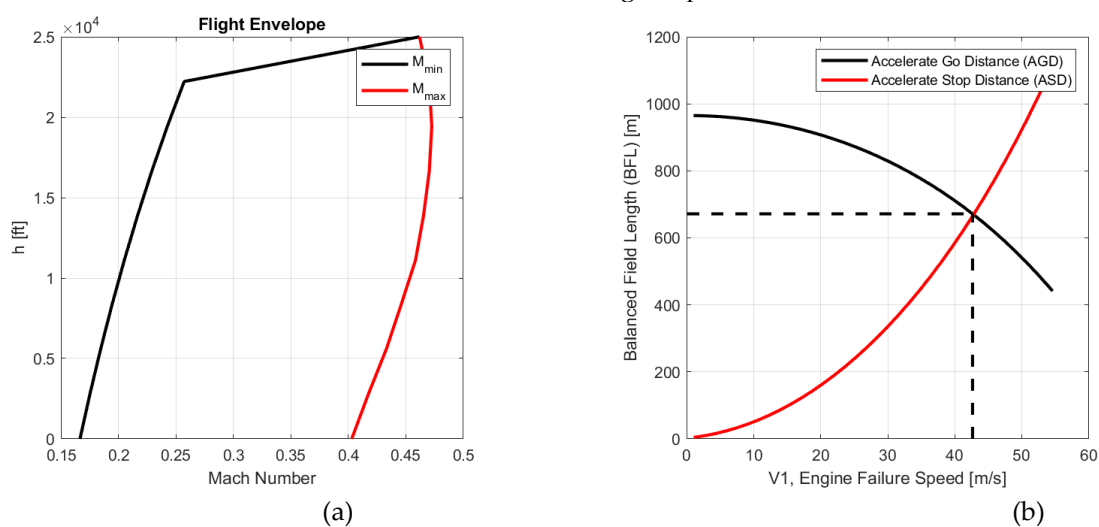 Flight Envelope
×10⁴
2.5
2
1.5
1
0.5
0
h [ft]
M_min
M_max
0.15 0.2 0.25 0.3 0.35 0.4 0.45 0.5
Mach Number
(a)
1200
1000
800
600
400
200
0
Balanced Field Length (BFL) [m]
Accelerate Go Distance (AGD)
Accelerate Stop Distance (ASD)
0 10 20 30 40 50 60
V1, Engine Failure Speed [m/s]
(b)